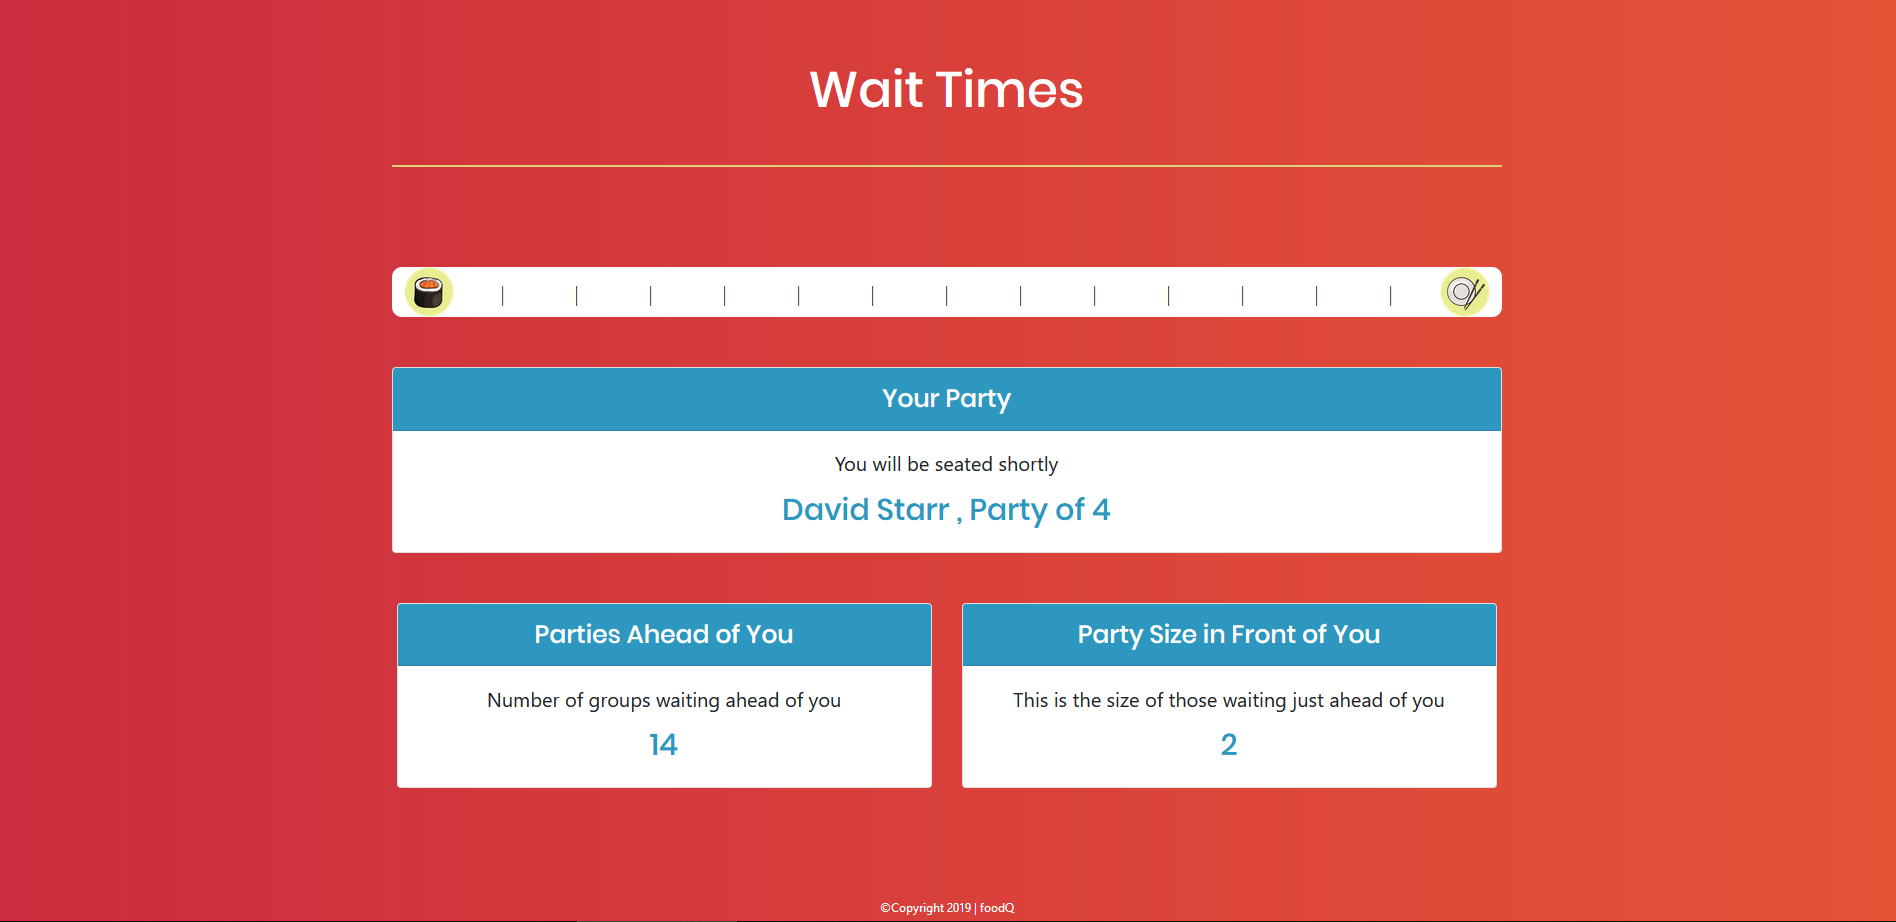 Wait Times
| | | | | | | | | | | | |
Your Party
You will be seated shortly
David Starr , Party of 4
Parties Ahead of You
Number of groups waiting ahead of you
14
Party Size in Front of You
This is the size of those waiting just ahead of you
2
©Copyright 2019 | foodQ